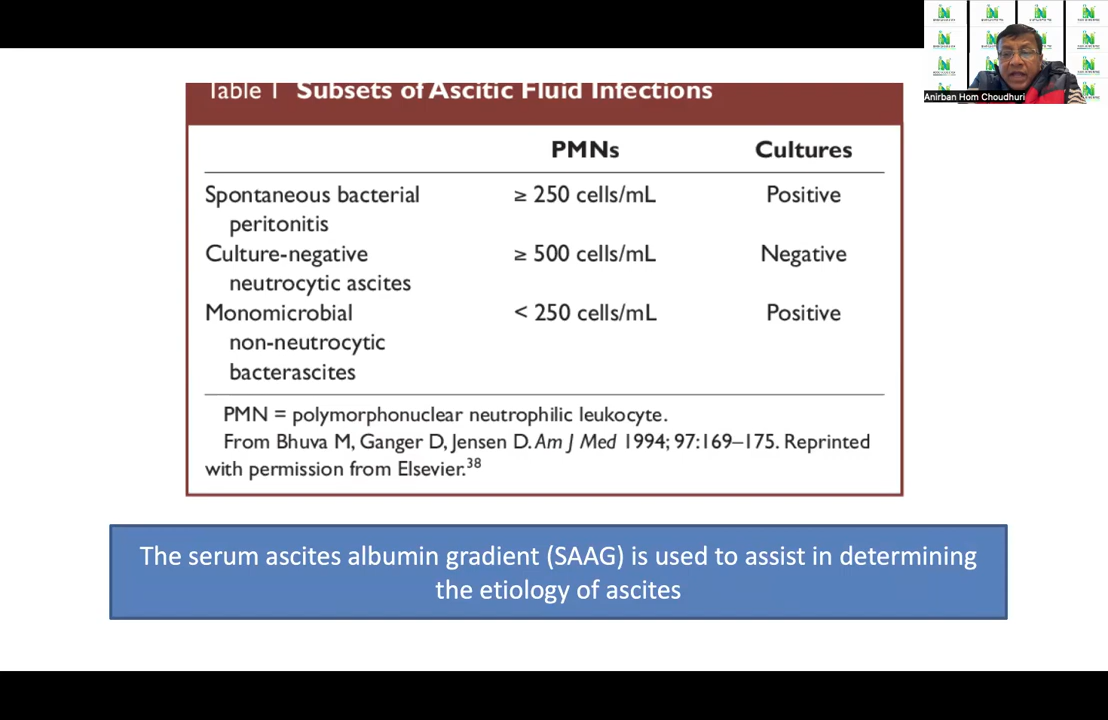 Table 1 Subsets of Ascitic Fluid Infections
PMNs Cultures
Spontaneous bacterial ≥ 250 cells/mL Positive
peritonitis
Culture-negative ≥ 500 cells/mL Negative
neutrocytic ascites
Monomicrobial < 250 cells/mL Positive
non-neutrocytic
bacterascites
PMN = polymorphonuclear neutrophilic leukocyte.
From Bhuva M, Ganger D, Jensen D. Am J Med 1994; 97:169–175. Reprinted
with permission from Elsevier.38
The serum ascites albumin gradient (SAAG) is used to assist in determining
the etiology of ascites
Anirban Hom Choudhuri